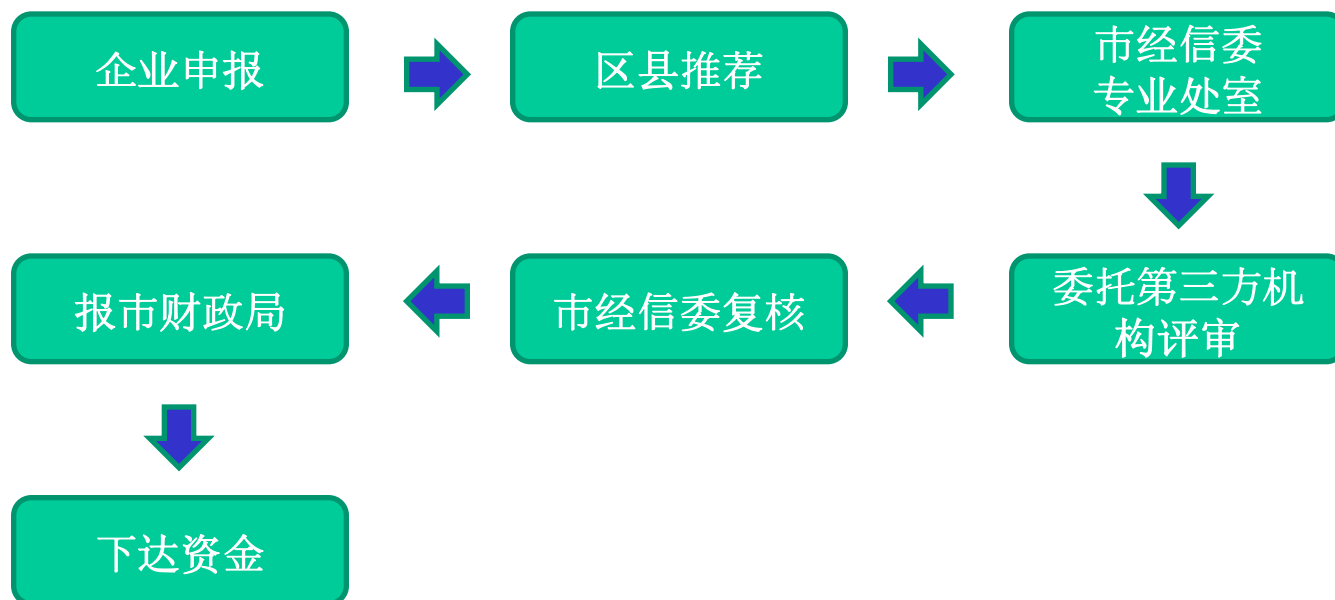 企业申报
区县推荐
市经信委
专业处室
委托第三方机
构评审
市经信委复核
报市财政局
下达资金